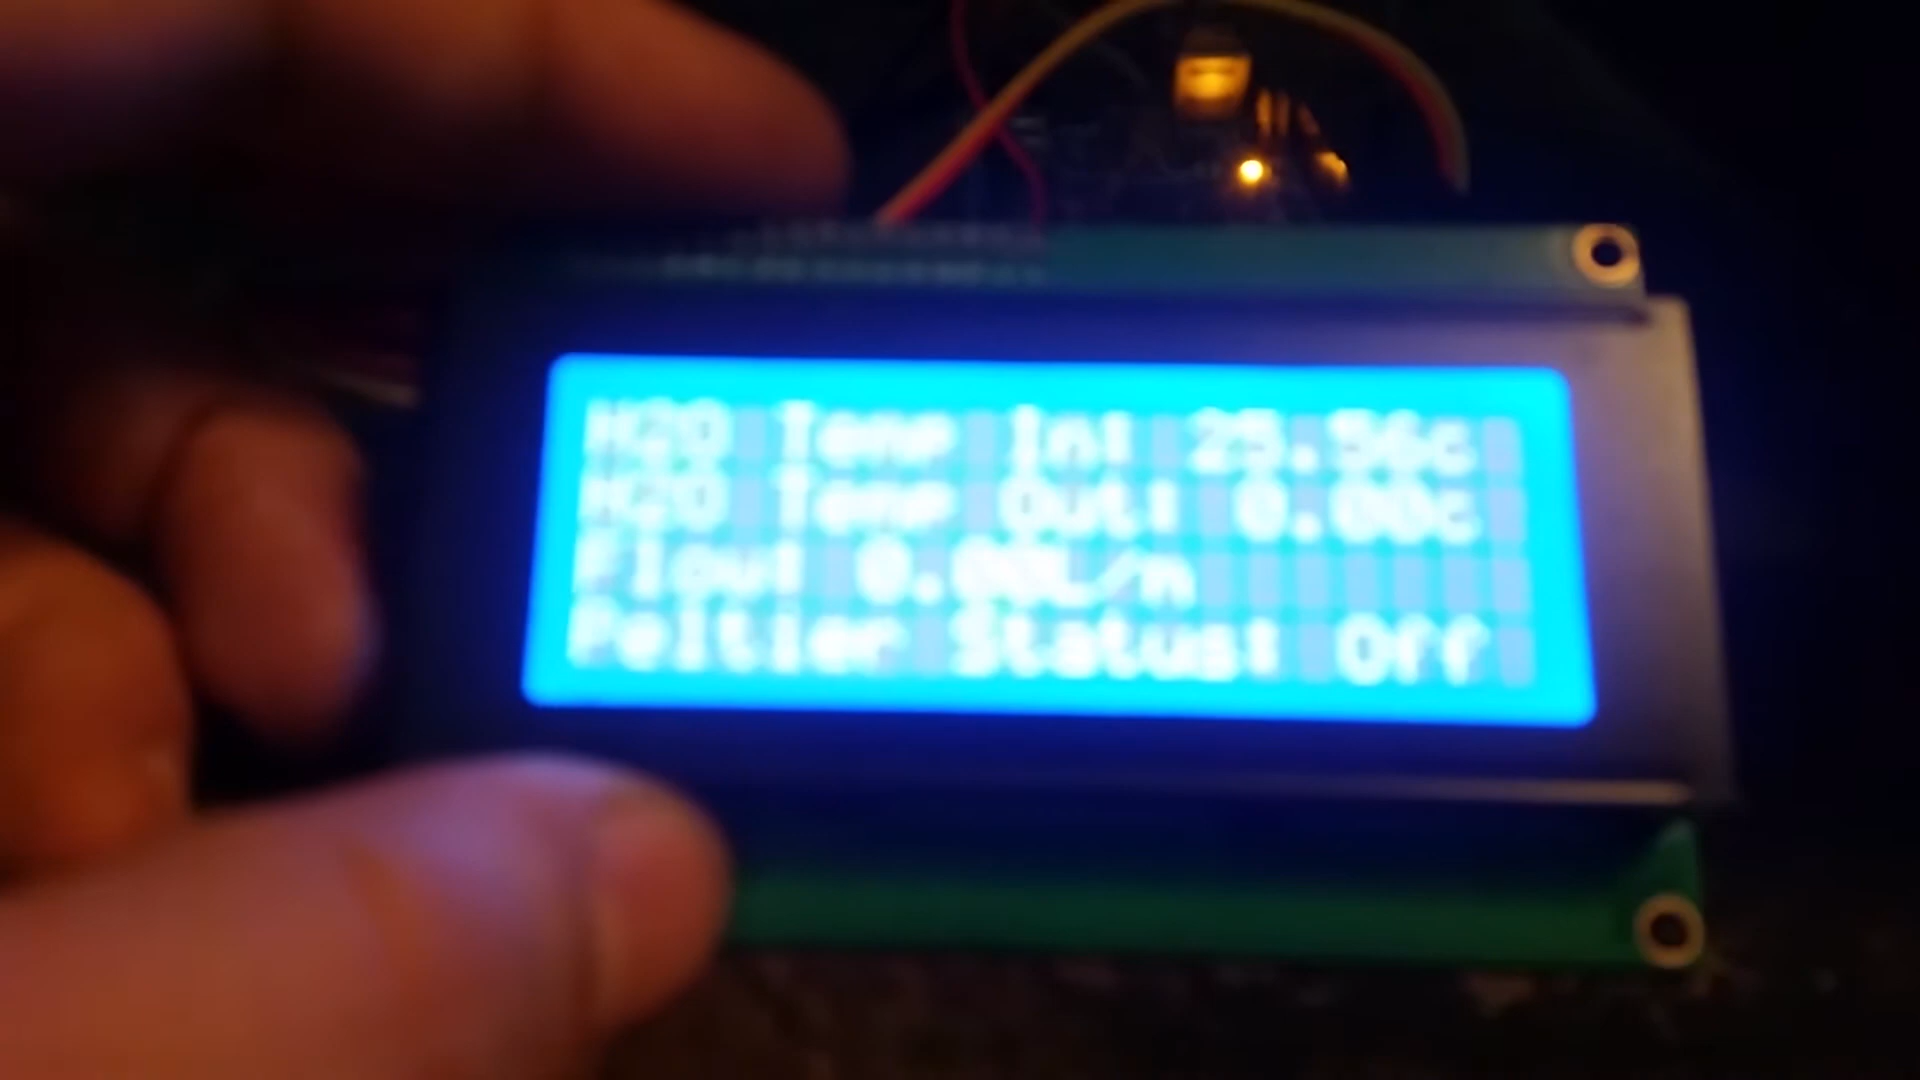 H2O Temp In: 25.56c
H2O Temp Out: 0.00c
Flow: 0.00L/m
Peltier Status: Off